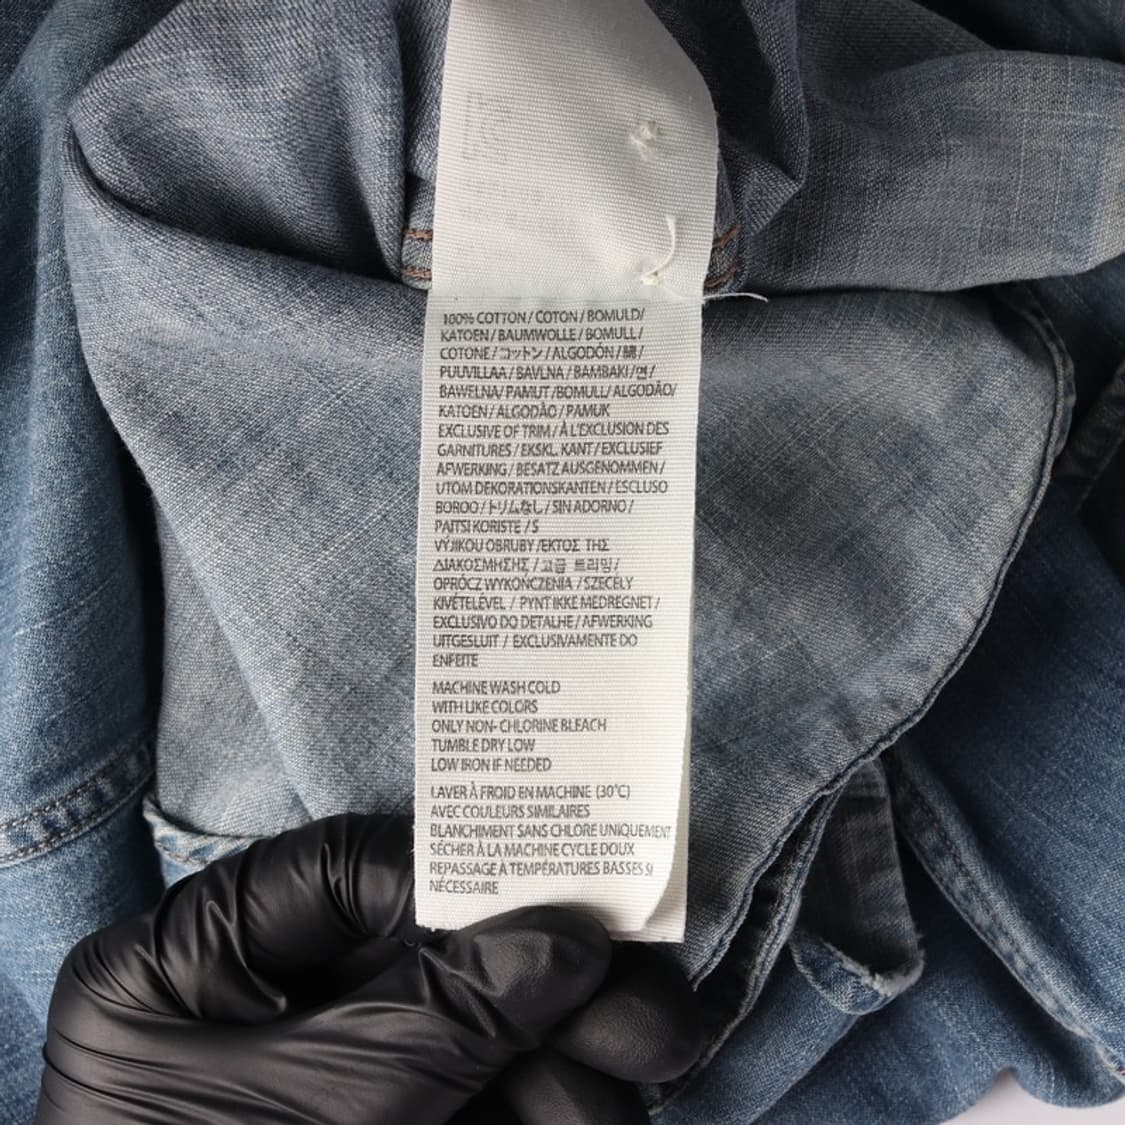 100% COTTON / COTON / BOMULD/
KATOEN / BAUMWOLLE / BOMULL /
COTONE / コットン / ALGODÓN / 綿 /
PUUVILLAA / BAVLNA / BAMBAKI / 면 /
BAWELNA/ PAMUT /BOMULL/ ALGODÃO/
KATOEN / ALGODÃO / PAMUK
EXCLUSIVE OF TRIM / À L'EXCLUSION DES
GARNITURES / EKSKL. KANT / EXCLUSIEF
AFWERKING / BESATZ AUSGENOMMEN /
UTOM DEKORATIONSKANTEN / ESCLUSO
BOROO / トリムなし / SIN ADORNO /
PAITSI KORISTE / S
VÝJIKOU OBRUBY /ΕΚΤΟΣ ΤΗΣ
ΔΙΑΚΟΣΜΗΣΗΣ / 고급 트리밍 /
OPRÓCZ WYKOŃCZENIA / SZECÉLY
KIVÉTELÉVEL / PYNT IKKE MEDREGNET /
EXCLUSIVO DO DETALHE / AFWERKING
UITGESLUIT / EXCLUSIVAMENTE DO
ENFEITE
MACHINE WASH COLD
WITH LIKE COLORS
ONLY NON- CHLORINE BLEACH
TUMBLE DRY LOW
LOW IRON IF NEEDED
LAVER À FROID EN MACHINE (30°C)
AVEC COULEURS SIMILAIRES
BLANCHIMENT SANS CHLORE UNIQUEMENT
SÉCHER À LA MACHINE CYCLE DOUX
REPASSAGE À TEMPÉRATURES BASSES SI
NÉCESSAIRE